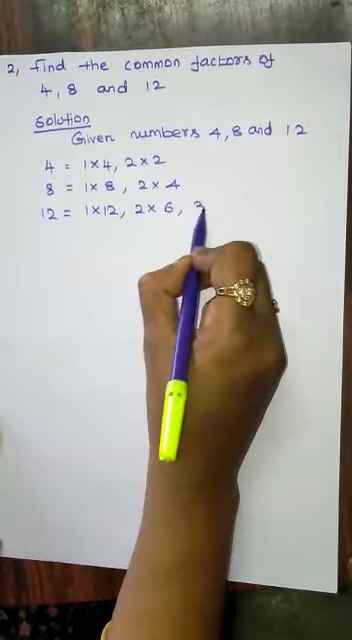 2, Find the common factors of
4, 8 and 12
Solution
Given numbers 4, 8 and 12
4 = 1 × 4, 2 × 2
8 = 1 × 8, 2 × 4
12 = 1 × 12, 2 × 6, 3